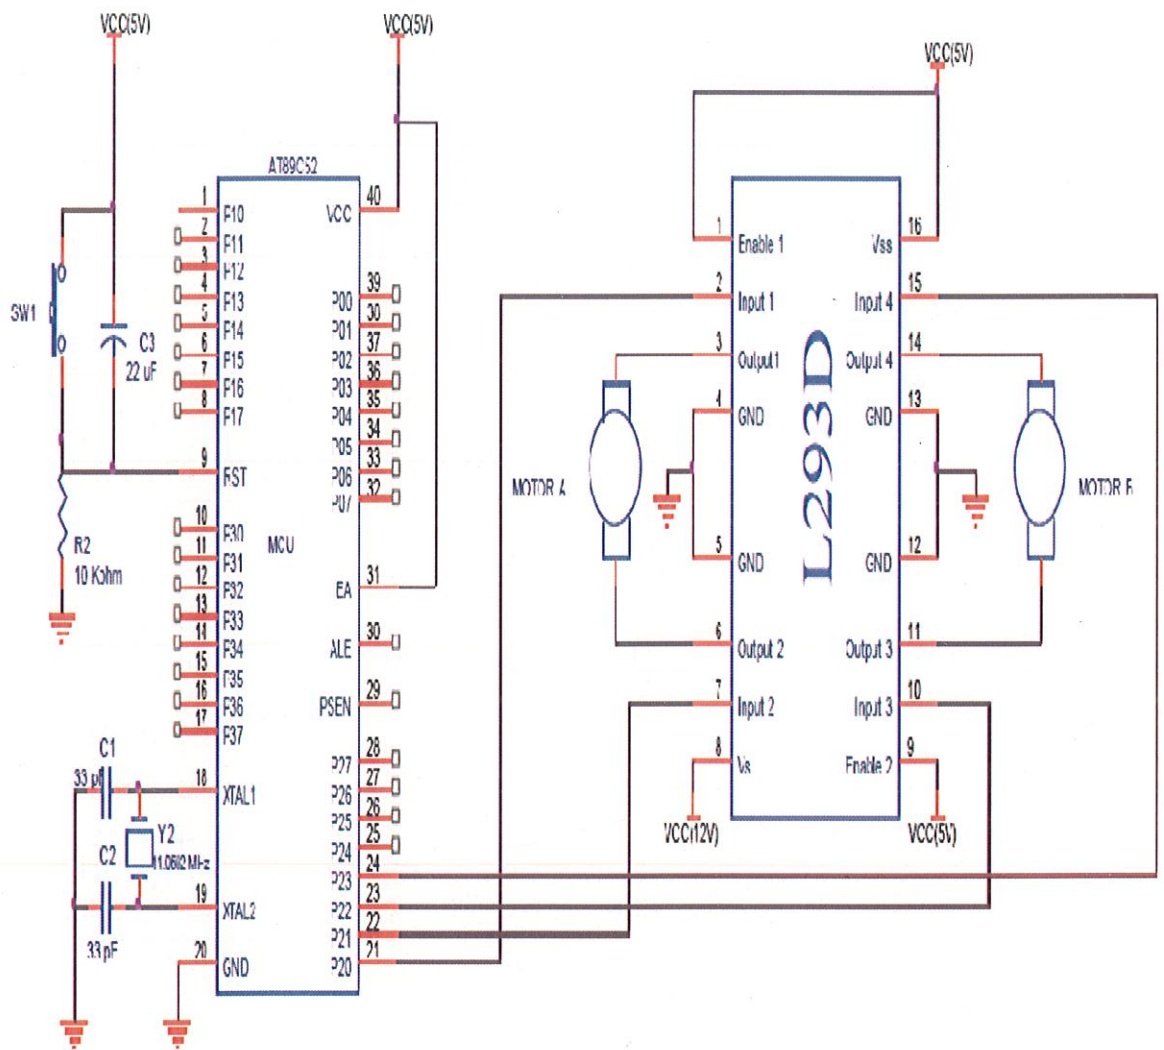 VCC(5V)
VCC(5V)
VCC(5V)
AT89C52
MCU
1 P10
2 P11
3 P12
4 P13
5 P14
6 P15
7 P16
8 P17
9 RST
10 P30
11 P31
12 P32
13 P33
14 P34
15 P35
16 P36
17 P37
18 XTAL1
19 XTAL2
20 GND
VCC 40
P00 39
P01 30
P02 37
P03 36
P04 35
P05 34
P06 33
P07 32
EA 31
ALE 30
PSEN 29
P27 28
P26 27
P25 26
P24 25
P23 24
P22 23
P21 22
P20 21
SW1
C3
22 uF
R2
10 Kohm
C1
33 pF
Y2
C2
33 pF
L293D
1 Enable 1
2 Input 1
3 Output1
4 GND
5 GND
6 Output 2
7 Input 2
8 Vs
Vss 16
Input 4 15
Output 4 14
GND 13
GND 12
Output 3 11
Input 3 10
Enable 2 9
MOTOR A
MOTOR B
VCC(12V)
VCC(5V)